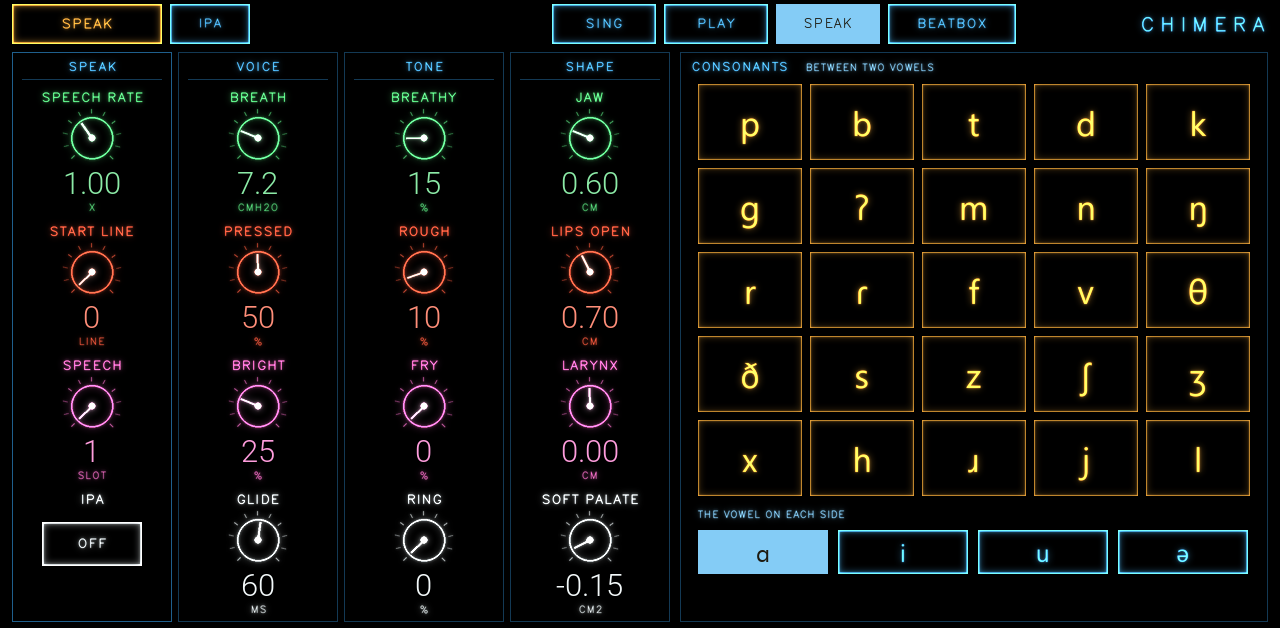 SPEAK
IPA
SING
PLAY
SPEAK
BEATBOX
CHIMERA
SPEAK
SPEECH RATE
1.00
X
START LINE
0
LINE
SPEECH
1
SLOT
IPA
OFF
VOICE
BREATH
7.2
CMH2O
PRESSED
50
%
BRIGHT
25
%
GLIDE
60
MS
TONE
BREATHY
15
%
ROUGH
10
%
FRY
0
%
RING
0
%
SHAPE
JAW
0.60
CM
LIPS OPEN
0.70
CM
LARYNX
0.00
CM
SOFT PALATE
-0.15
CM2
CONSONANTS BETWEEN TWO VOWELS
p b t d k
g ʔ m n ŋ
r ɾ f v θ
ð s z ʃ ʒ
x h ɹ j l
THE VOWEL ON EACH SIDE
ɑ i u ə